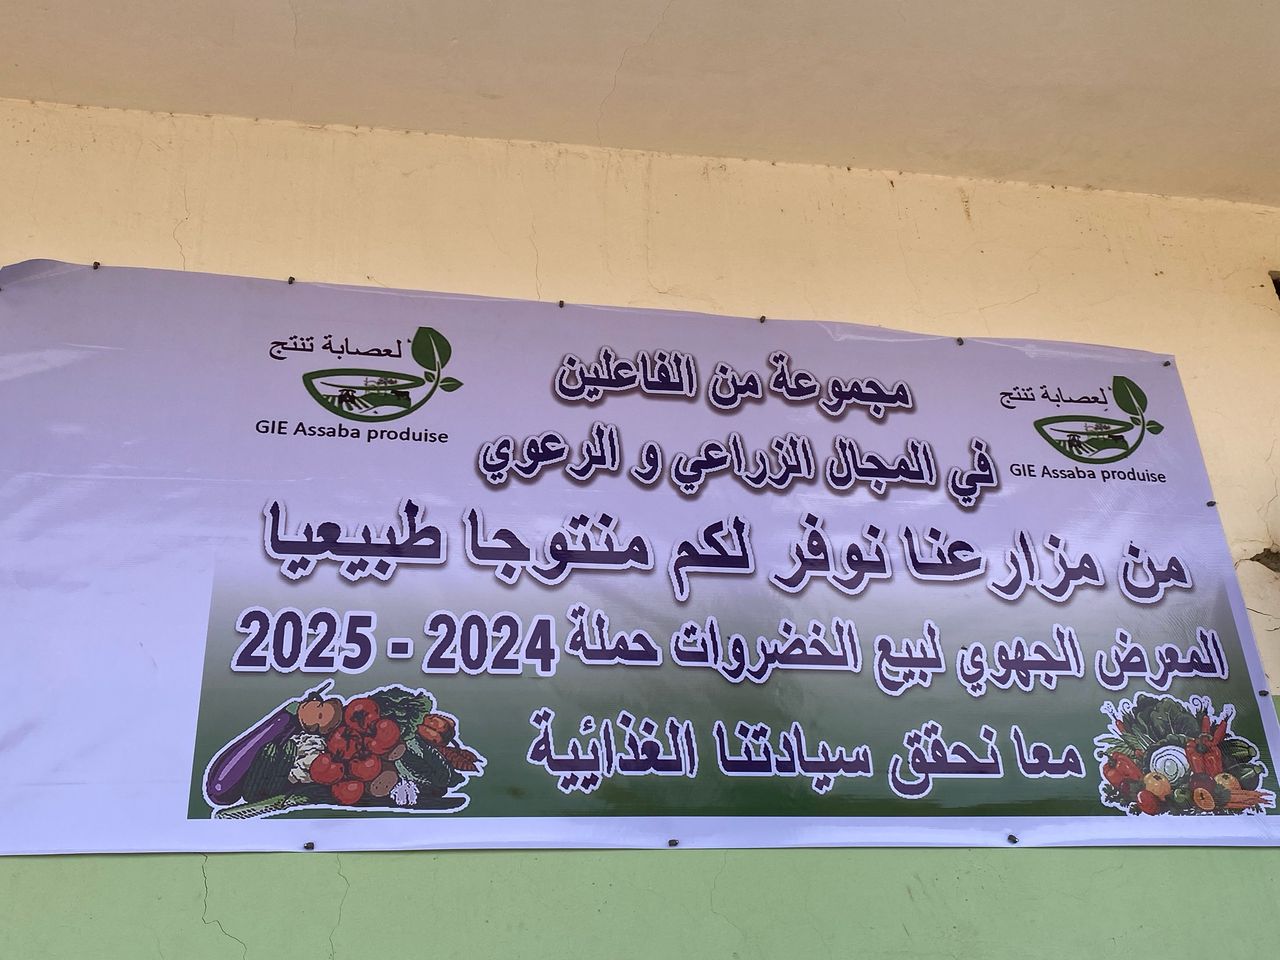 لعصابة تنتج
GIE Assaba produise
مجموعة من الفاعلين
في المجال الزراعي و الرعوي
لعصابة تنتج
GIE Assaba produise
من مزارعنا نوفر لكم منتوجا طبيعيا
المعرض الجهوي لبيع الخضروات حملة 2024 - 2025
معا نحقق سيادتنا الغذائية